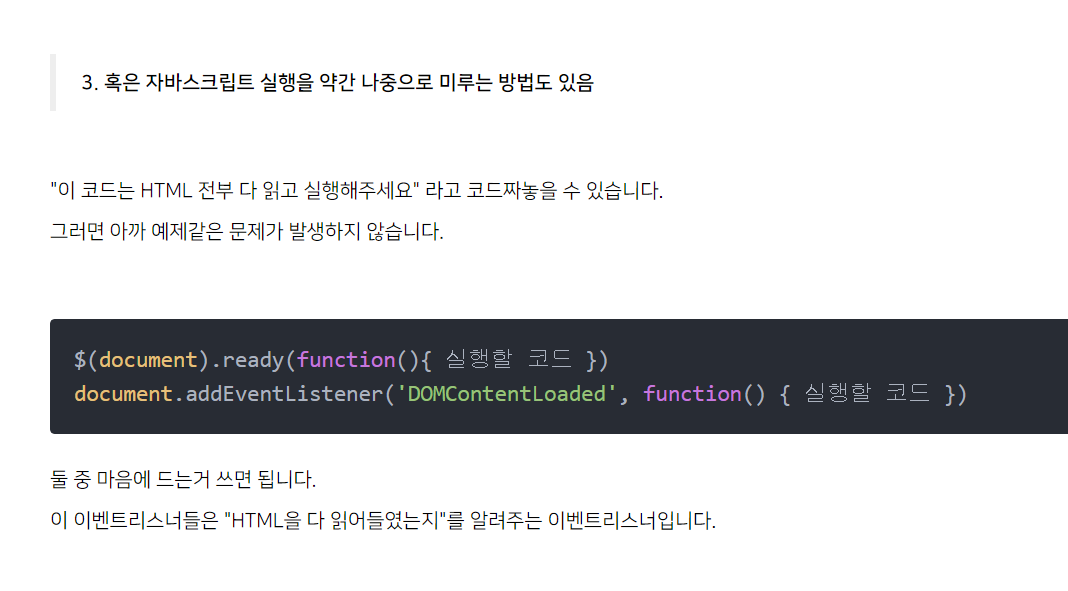 3. 혹은 자바스크립트 실행을 약간 나중으로 미루는 방법도 있음
"이 코드는 HTML 전부 다 읽고 실행해주세요" 라고 코드짜놓을 수 있습니다.
그러면 아까 예제같은 문제가 발생하지 않습니다.
$(document).ready(function(){ 실행할 코드 })
document.addEventListener('DOMContentLoaded', function() { 실행할 코드 })
둘 중 마음에 드는거 쓰면 됩니다.
이 이벤트리스너들은 "HTML을 다 읽어들였는지"를 알려주는 이벤트리스너입니다.